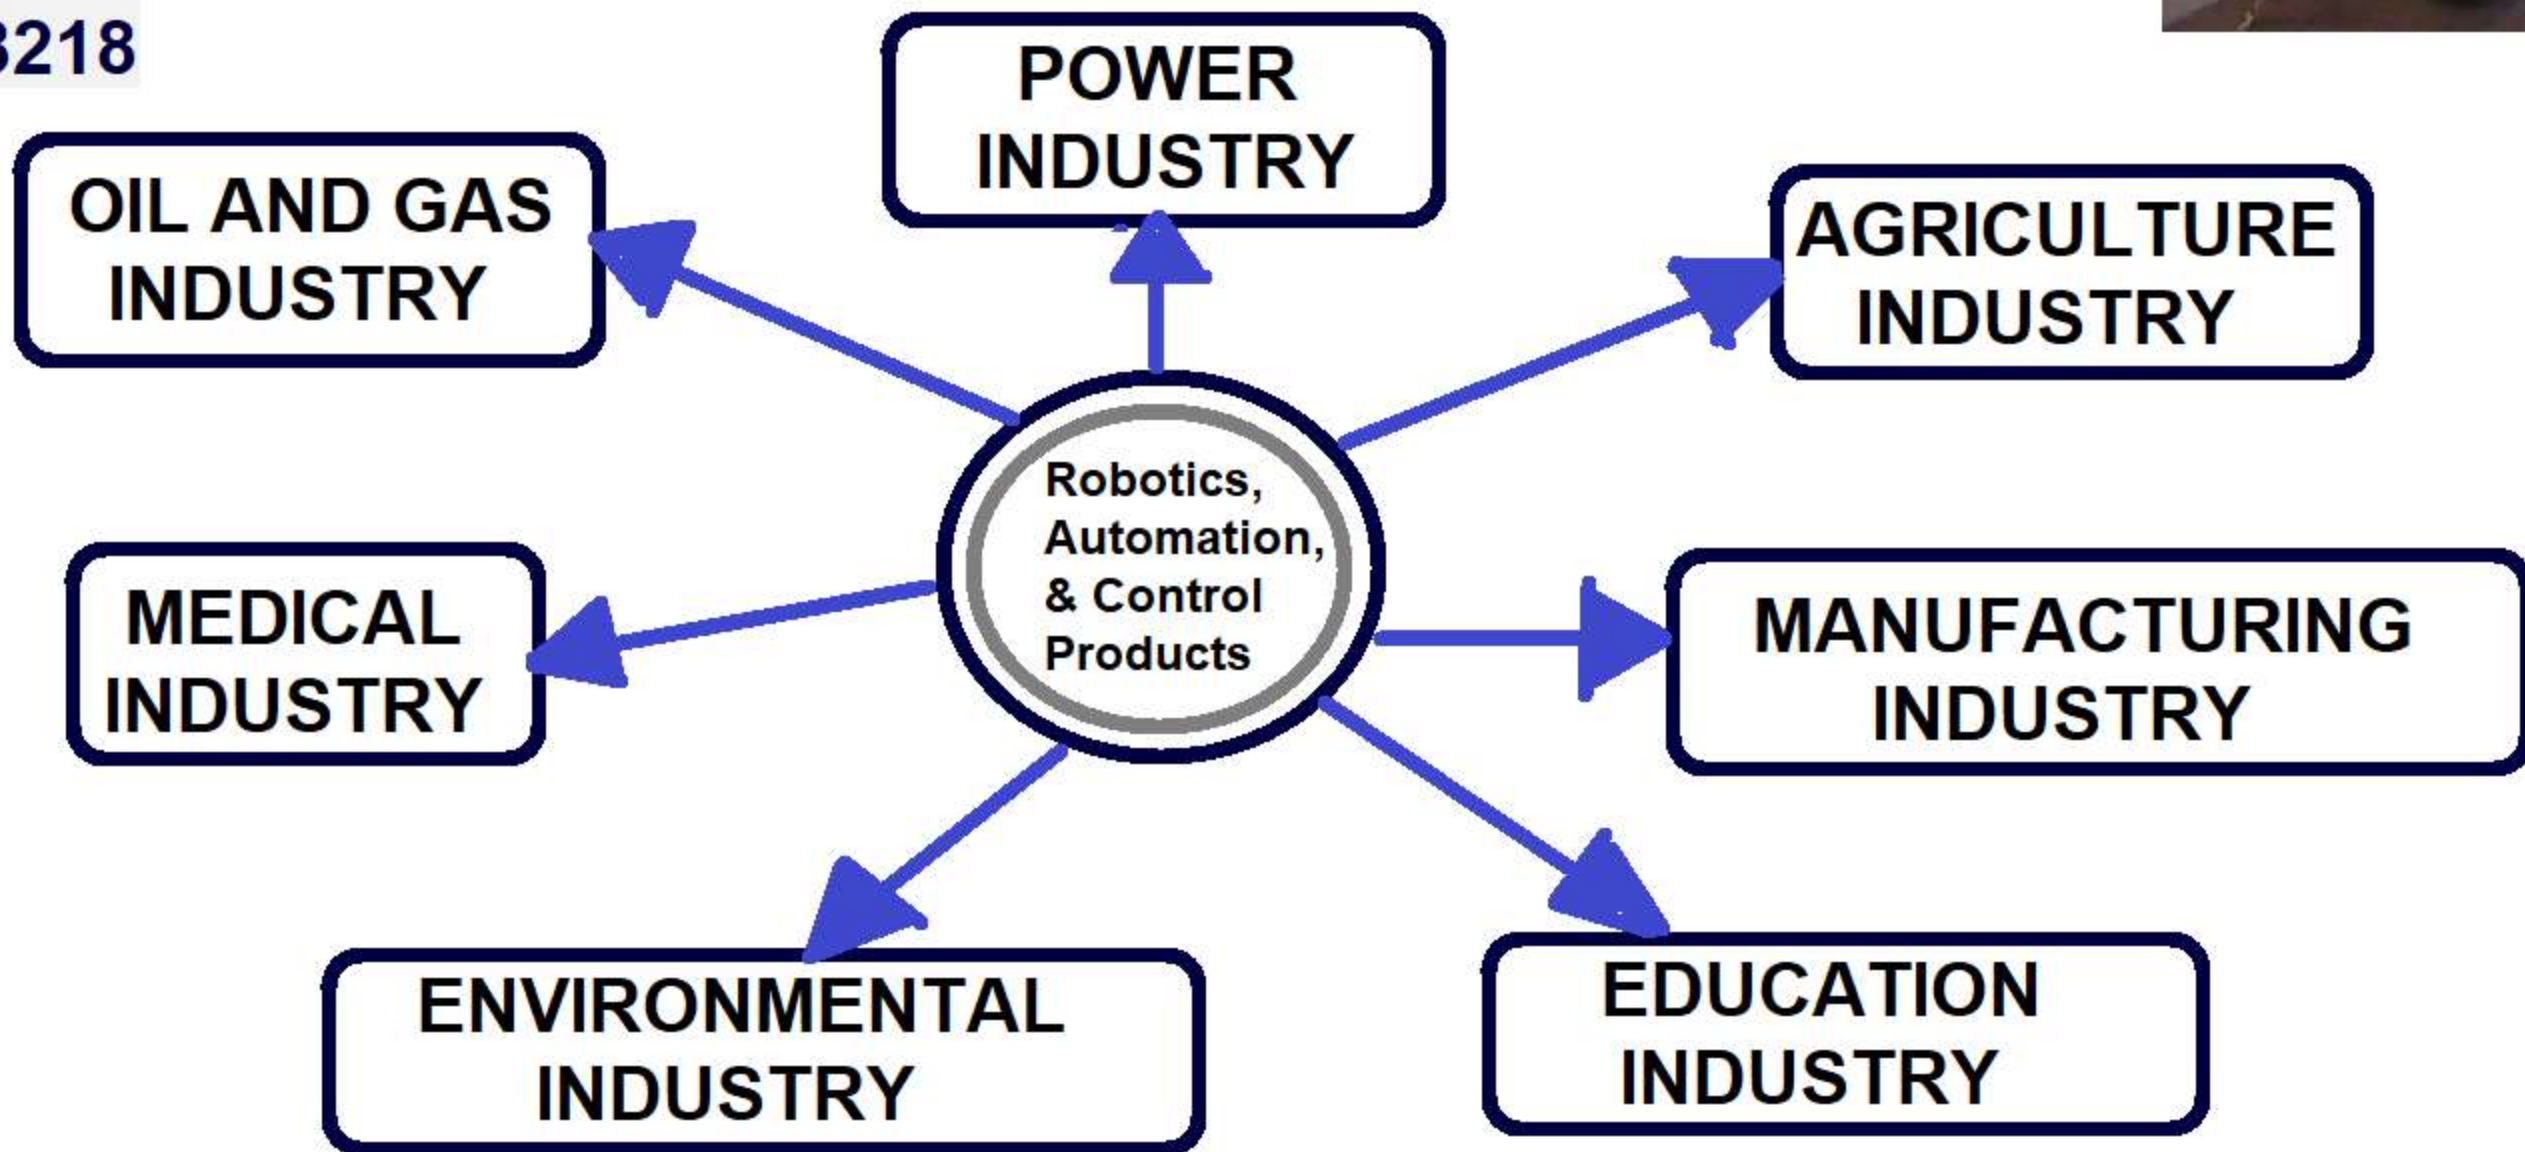 3218
POWER
INDUSTRY
OIL AND GAS
INDUSTRY
AGRICULTURE
INDUSTRY
Robotics,
Automation,
& Control
Products
MEDICAL
INDUSTRY
MANUFACTURING
INDUSTRY
ENVIRONMENTAL
INDUSTRY
EDUCATION
INDUSTRY